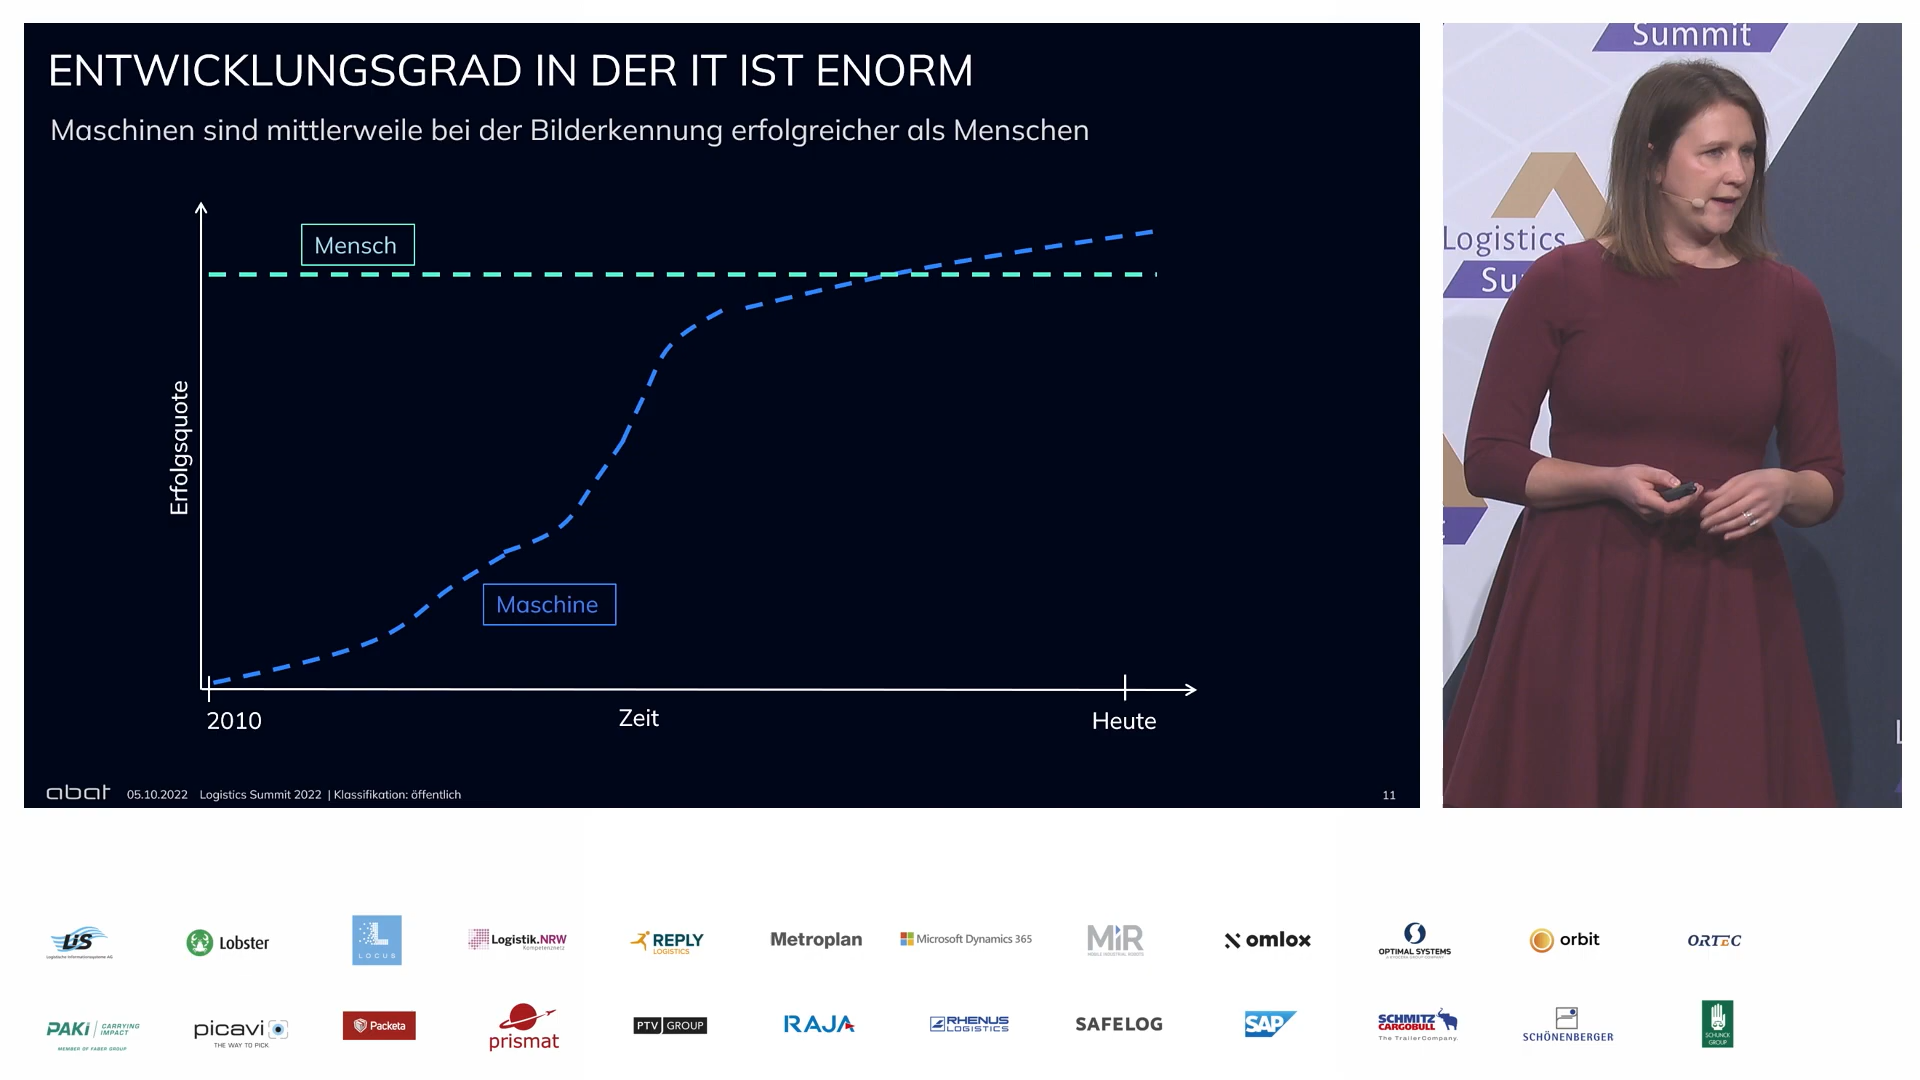 ENTWICKLUNGSGRAD IN DER IT IST ENORM
Maschinen sind mittlerweile bei der Bilderkennung erfolgreicher als Menschen
Mensch
Erfolgsquote
Maschine
2010
Zeit
Heute
abat 05.10.2022 Logistics Summit 2022 | Klassifikation: öffentlich
11
Summit
Logistics
Su
LiS
Logistische Informationssysteme AG
Lobster
LOCUS
Logistik.NRW
Kompetenznetz
REPLY
LOGISTICS
Metroplan
Microsoft Dynamics 365
MiR
MOBILE INDUSTRIAL ROBOTS
omlox
OPTIMAL SYSTEMS
orbit
ORTEC
PAKi CARRYING IMPACT
MEMBER OF FABER GROUP
picavi
THE WAY TO PICK
Packeta
prismat
PTV GROUP
RAJA
RHENUS
LOGISTICS
SAFELOG
SAP
SCHMITZ
CARGOBULL
The Trailer Company.
SCHÖNENBERGER
SCHUNCK
GROUP